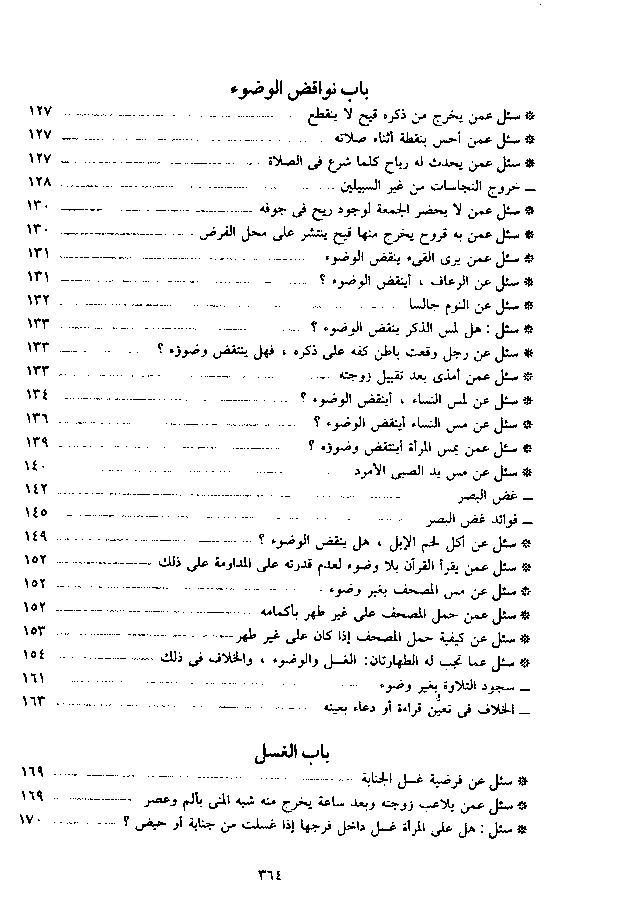 باب نواقض الوضوء
* سئل عمن يخرج من ذكره قيح لا ينقطع ١٢٧
* سئل عمن أحس بنقطة أثناء صلاته ١٢٧
* سئل عمن يحدث له رياح كلما شرع فى الصلاة ١٢٧
ــ خروج النجاسات من غير السبيلين ١٢٨
* سئل عمن لا يحضر الجمعة لوجود ريح فى جوفه ١٣٠
* سئل عمن به قروح يخرج منها قيح ينتشر على محل الفرض ١٣٠
* سئل عمن يرى القىء ينقض الوضوء ١٣١
* سئل عن الرعاف ، أينقض الوضوء ؟ ١٣١
* سئل عن النوم جالسا ١٣٢
* سئل : هل لمس الذكر ينقض الوضوء ؟ ١٣٣
* سئل عن رجل وقعت باطن كفه على ذكره ، فهل ينتقض وضوؤه ؟ ١٣٣
* سئل عمن أمذى بعد تقبيل زوجته ١٣٣
* سئل عن لمس النساء ، أينقض الوضوء ؟ ١٣٤
* سئل عن مس النساء أينقض الوضوء ؟ ١٣٦
* سئل عمن يمس المرأة أينتقض وضوؤه ؟ ١٣٩
* سئل عن مس يد الصبى الأمرد ١٤٠
ــ غض البصر ١٤٢
ــ فوائد غض البصر ١٤٥
* سئل عن أكل لحم الإبل ، هل ينقض الوضوء ؟ ١٤٩
* سئل عمن يقرأ القرآن بلا وضوء لعدم قدرته على المداومة على ذلك ١٥٢
* سئل عن مس المصحف بغير وضوء ١٥٢
* سئل عمن حمل المصحف على غير طهر بأكمامه ١٥٢
* سئل عن كيفية حمل المصحف إذا كان على غير طهر ١٥٣
* سئل عما تجب له الطهارتان: الغسل والوضوء ، والخلاف فى ذلك ١٥٤
ــ سجود التلاوة بغير وضوء ١٦١
ــ الخلاف فى تعيُّن قراءة أو دعاء بعينه ١٦٣
باب الغسل
* سئل عن فرضية غسل الجنابة ١٦٩
* سئل عمن يلاعب زوجته وبعد ساعة يخرج منه شبه المنى بألم وعصر ١٦٩
* سئل : هل على المرأة غسل داخل فرجها إذا غسلت من جنابة أو حيض ؟ ١٧٠
٣٦٤